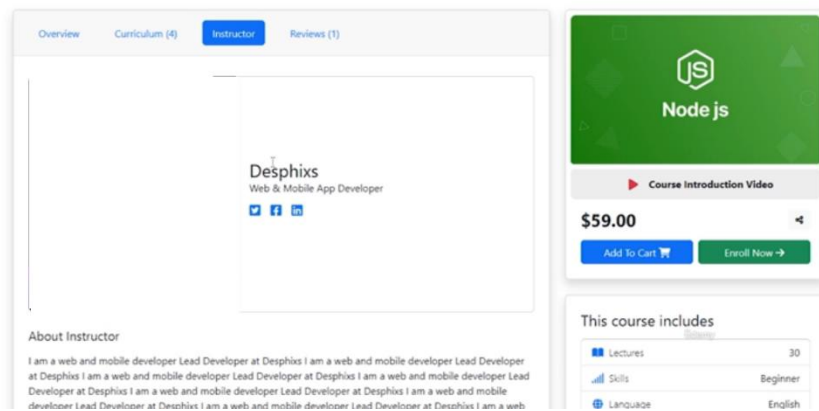 Overview
Curriculum (4)
Instructor
Reviews (1)
Desphixs
Web & Mobile App Developer
About Instructor
I am a web and mobile developer Lead Developer at Desphixs I am a web and mobile developer Lead Developer
at Desphixs I am a web and mobile developer Lead Developer at Desphixs I am a web and mobile developer Lead
Developer at Desphixs I am a web and mobile developer Lead Developer at Desphixs I am a web and mobile
developer Lead Developer at Desphixs I am a web and mobile developer Lead Developer at Desphixs I am a web
JS
Node js
Course Introduction Video
$59.00
Add To Cart
Enroll Now
This course includes
Lectures 30
Skills Beginner
Language English